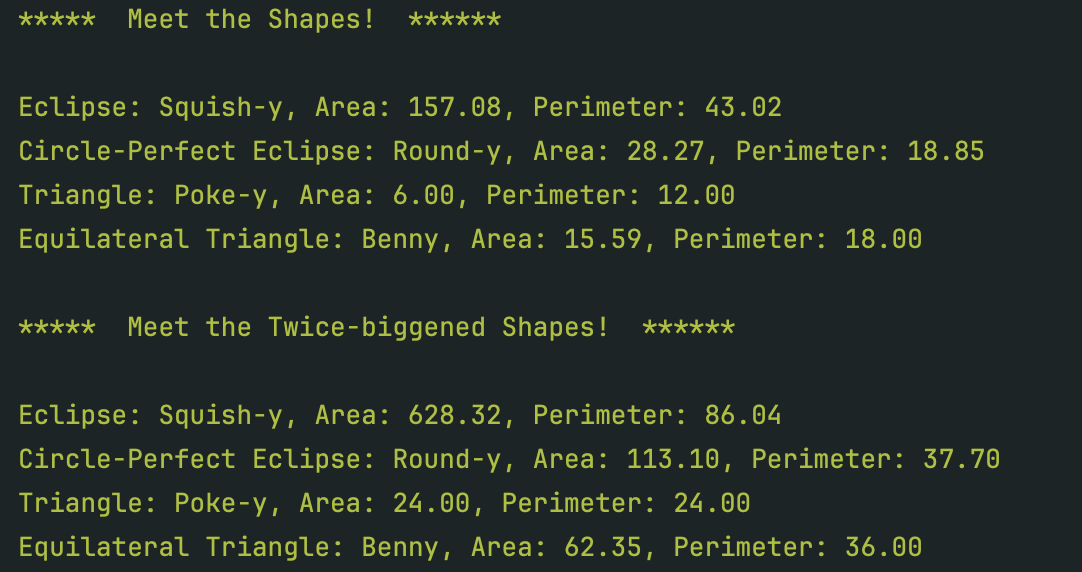 *****  Meet the Shapes!  ******
Eclipse: Squish-y, Area: 157.08, Perimeter: 43.02
Circle-Perfect Eclipse: Round-y, Area: 28.27, Perimeter: 18.85
Triangle: Poke-y, Area: 6.00, Perimeter: 12.00
Equilateral Triangle: Benny, Area: 15.59, Perimeter: 18.00
*****  Meet the Twice-biggened Shapes!  ******
Eclipse: Squish-y, Area: 628.32, Perimeter: 86.04
Circle-Perfect Eclipse: Round-y, Area: 113.10, Perimeter: 37.70
Triangle: Poke-y, Area: 24.00, Perimeter: 24.00
Equilateral Triangle: Benny, Area: 62.35, Perimeter: 36.00